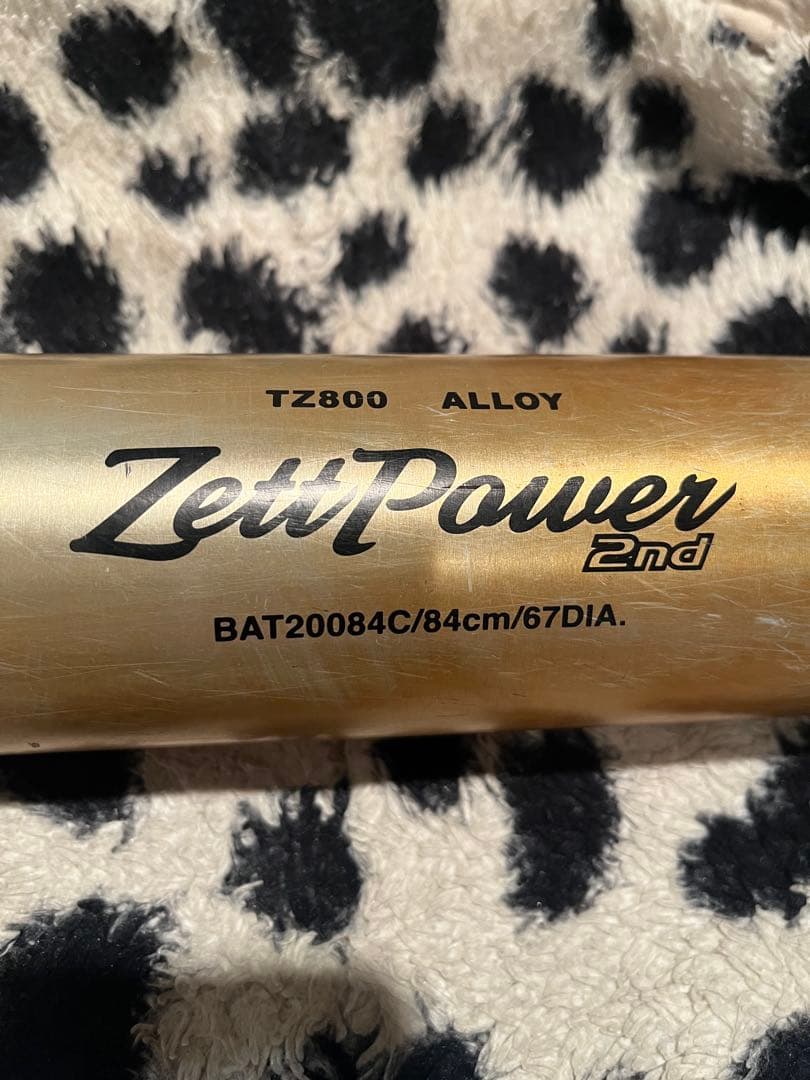 TZ800 ALLOY
ZettPower
2nd
BAT20084C/84cm/67DIA.